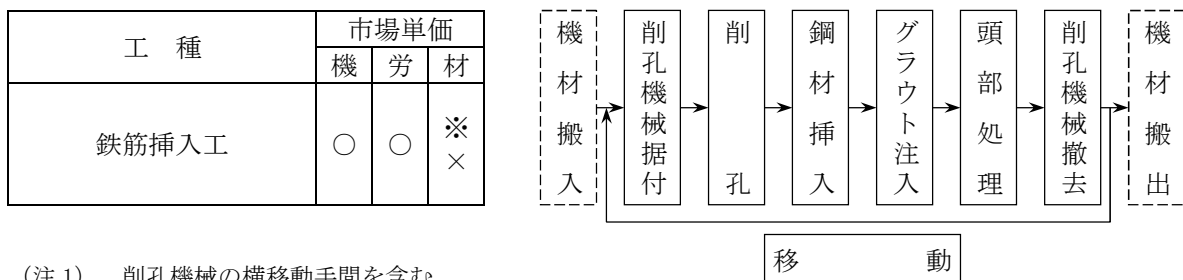 工 種
市場単価
機 労 材
鉄筋挿入工
○ ○ ※
×
機材搬入
削孔機械据付
削孔
鋼材挿入
グラウト注入
頭部処理
削孔機械撤去
機材搬出
移 動
(注1) 削孔機械の横移動手間を含む